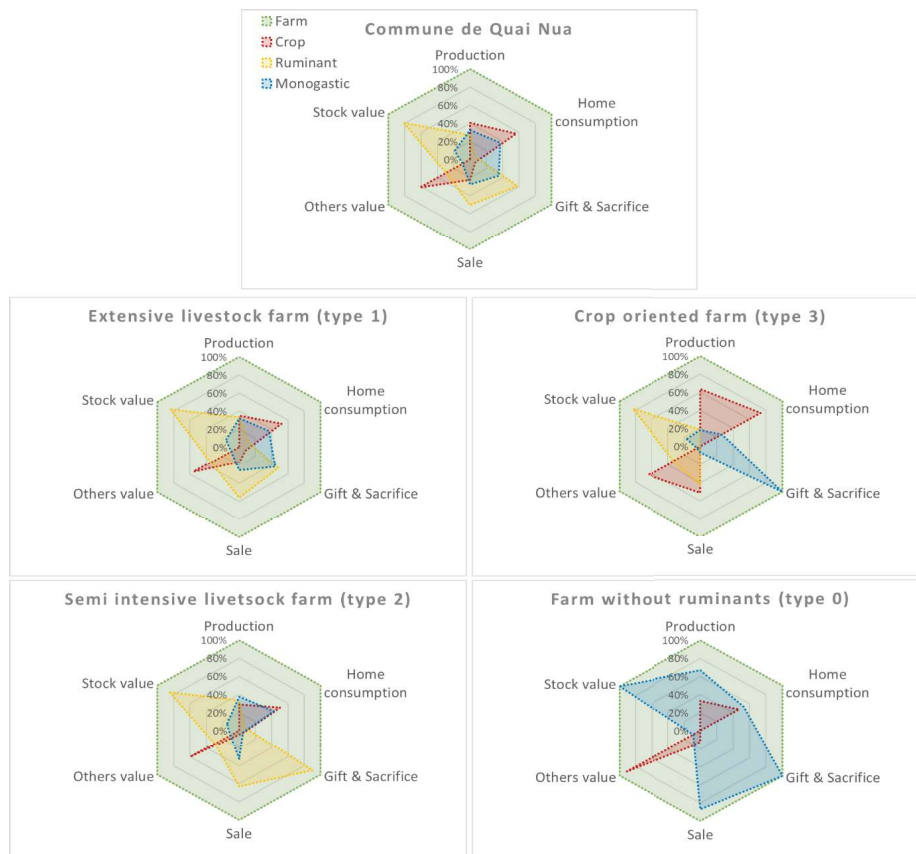 Commune de Quai Nua
Farm
Crop
Ruminant
Monogastic
Production
100%
80%
60%
40%
20%
0%
Home
consumption
Gift & Sacrifice
Sale
Others value
Stock value
Extensive livestock farm (type 1)
Production
100%
80%
60%
40%
20%
0%
Home
consumption
Gift & Sacrifice
Sale
Others value
Stock value
Crop oriented farm (type 3)
Production
100%
80%
60%
40%
20%
0%
Home
consumption
Gift & Sacrifice
Sale
Others value
Stock value
Semi intensive livetsock farm (type 2)
Production
100%
80%
60%
40%
20%
0%
Home
consumption
Gift & Sacrifice
Sale
Others value
Stock value
Farm without ruminants (type 0)
Production
100%
80%
60%
40%
20%
0%
Home
consumption
Gift & Sacrifice
Sale
Others value
Stock value